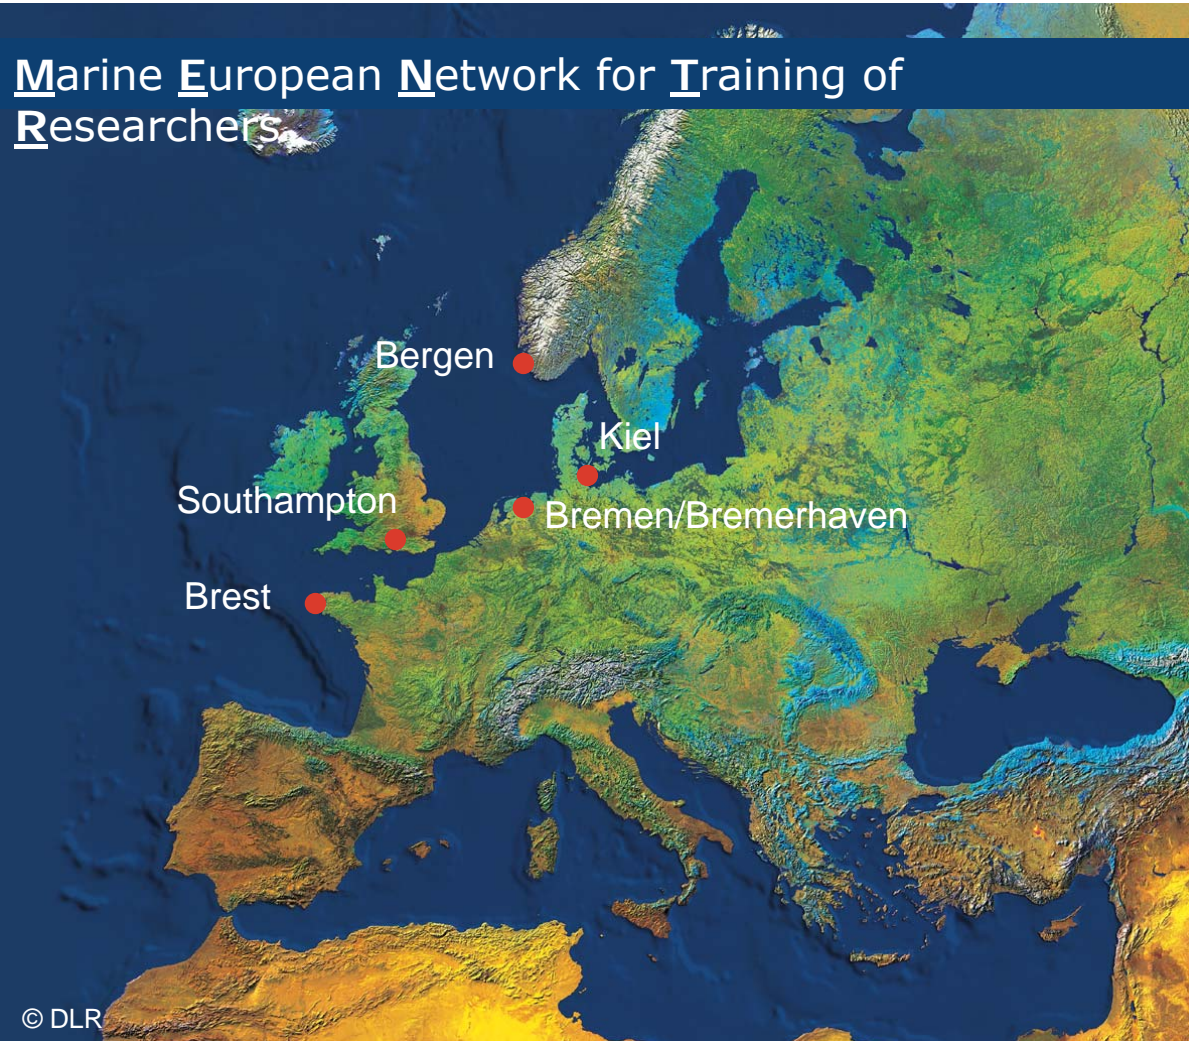 Marine European Network for Training of
Researchers
Bergen
Kiel
Southampton
Bremen/Bremerhaven
Brest
© DLR